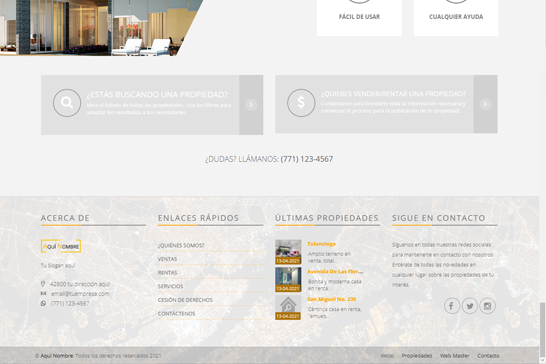 FÁCIL DE USAR
CUALQUIER AYUDA
¿ESTÁS BUSCANDO UNA PROPIEDAD?
Mira el listado de todas las propiedades. Usa los filtros para
adaptar los resultados a tus necesidades.
¿QUIERES VENDER/RENTAR UNA PROPIEDAD?
Contáctanos para brindarte toda la información necesaria y
comenzar el proceso para la publicación de tu propiedad.
¿DUDAS? LLÁMANOS: (771) 123-4567
ACERCA DE
AQUÍ NOMBRE
Tu Slogan aquí
42800 tu dirección aquí
email@tuempresa.com
(771) 123-4567
ENLACES RÁPIDOS
¿QUIÉNES SOMOS?
VENTAS
RENTAS
SERVICIOS
CESIÓN DE DERECHOS
CONTÁCTENOS
ÚLTIMAS PROPIEDADES
Tulancingo
Amplio terreno en
venta, total...
13-04-2021
Avenida De Las Flor...
Bonita y moderna casa
en renta...
13-04-2021
San Miguel No. 23R
Céntrica casa en renta,
13-04-2021
SIGUE EN CONTACTO
Síguenos en todas nuestras redes sociales
para mantenerte en contacto con nosotros.
Entérate de todas las novedades en
cualquier lugar, sobre las propiedades de tu
interés.
© Aquí Nombre. Todos los derechos reservados 2021
Inicio
Propiedades
Web Master
Contacto